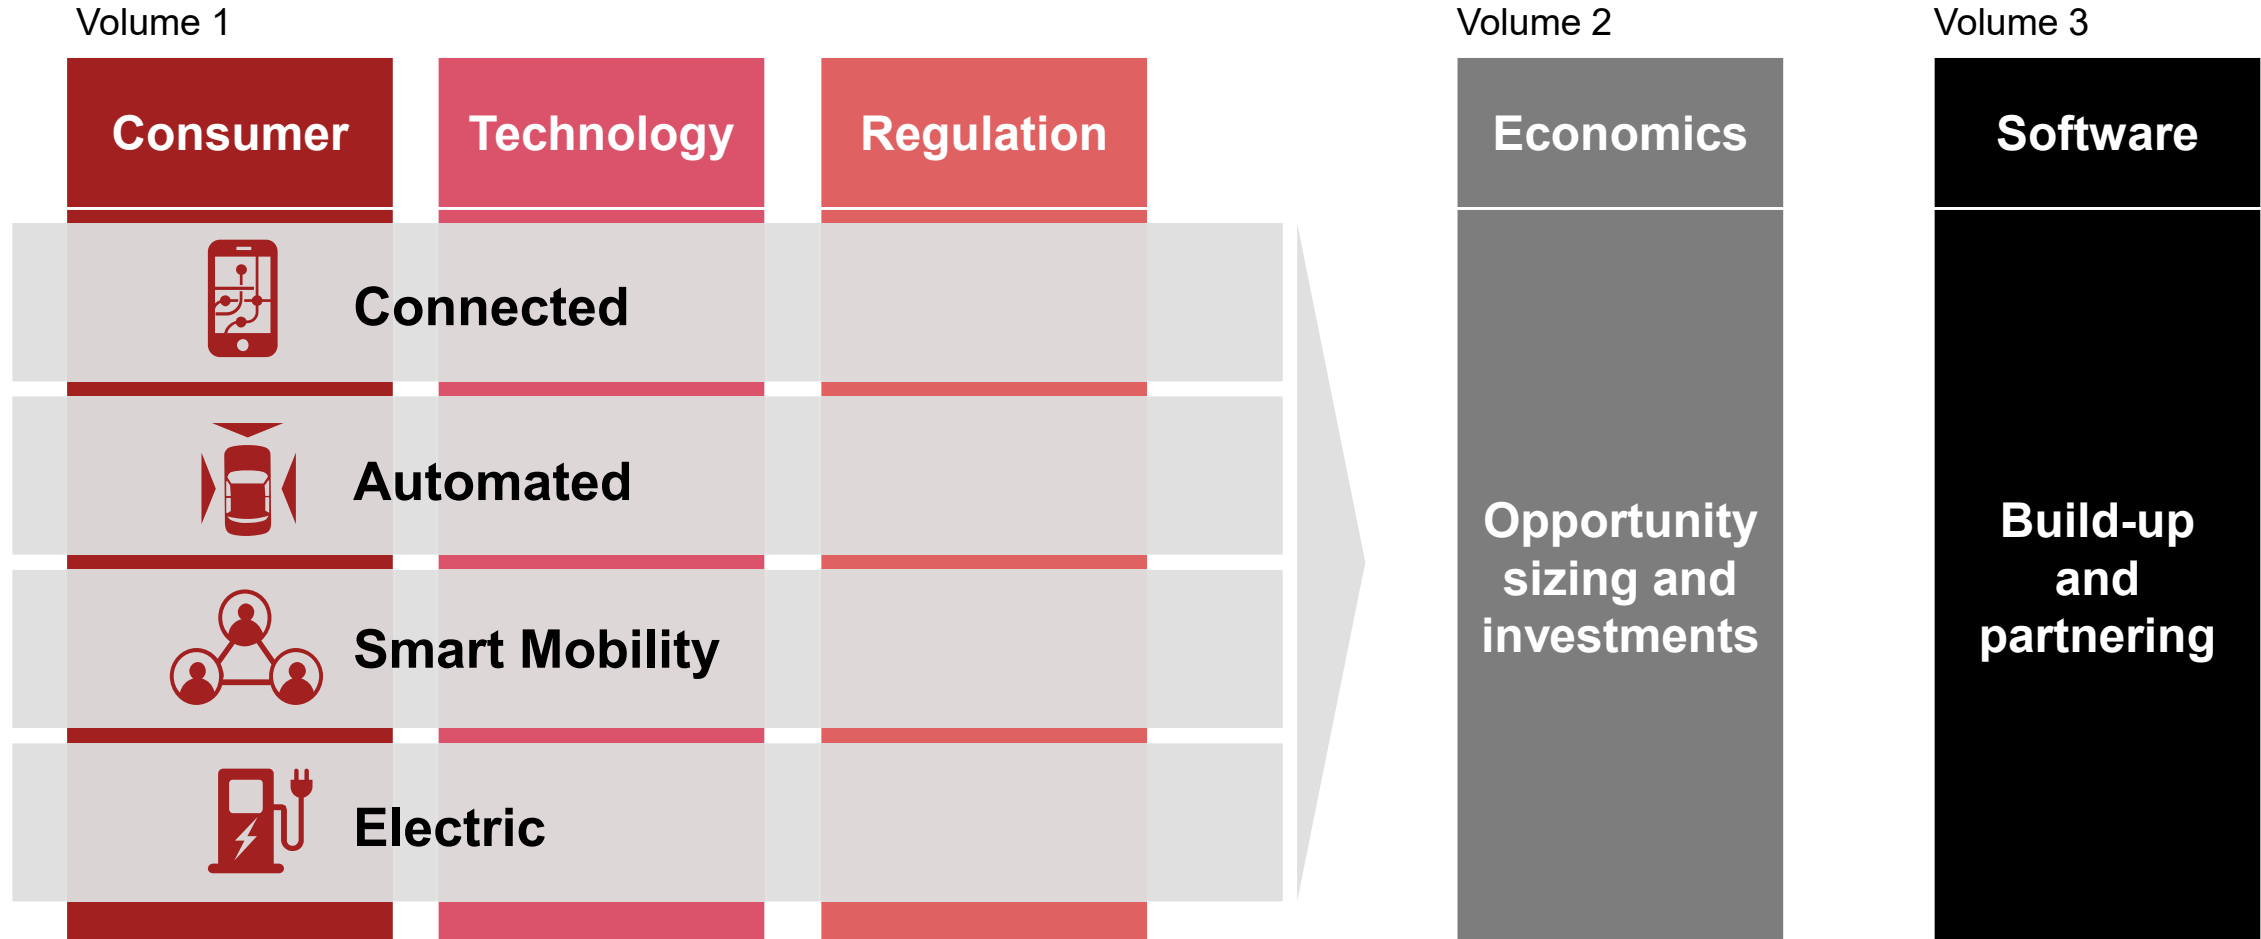 Volume 1
Volume 2
Volume 3
Consumer
Technology
Regulation
Economics
Software
Connected
Automated
Smart Mobility
Electric
Opportunity
sizing and
investments
Build-up
and
partnering